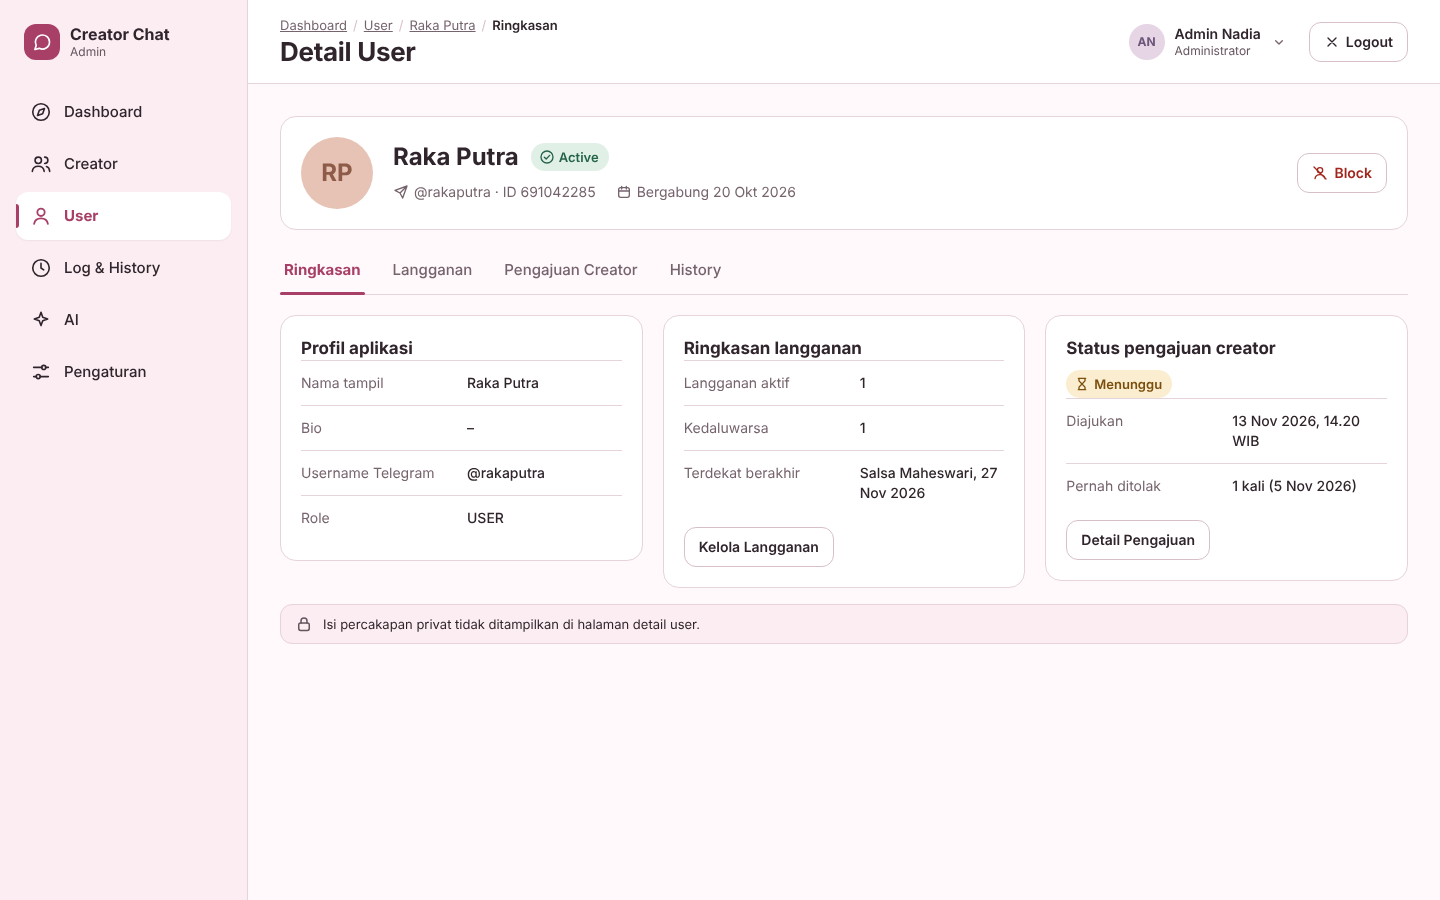 Creator Chat
Admin
Dashboard
Creator
User
Log & History
AI
Pengaturan
Dashboard / User / Raka Putra / Ringkasan
Detail User
AN
Admin Nadia
Administrator
Logout
RP
Raka Putra
Active
@rakaputra · ID 691042285
Bergabung 20 Okt 2026
Block
Ringkasan
Langganan
Pengajuan Creator
History
Profil aplikasi
Nama tampil Raka Putra
Bio –
Username Telegram @rakaputra
Role USER
Ringkasan langganan
Langganan aktif 1
Kedaluwarsa 1
Terdekat berakhir Salsa Maheswari, 27
Nov 2026
Kelola Langganan
Status pengajuan creator
Menunggu
Diajukan 13 Nov 2026, 14.20
WIB
Pernah ditolak 1 kali (5 Nov 2026)
Detail Pengajuan
Isi percakapan privat tidak ditampilkan di halaman detail user.